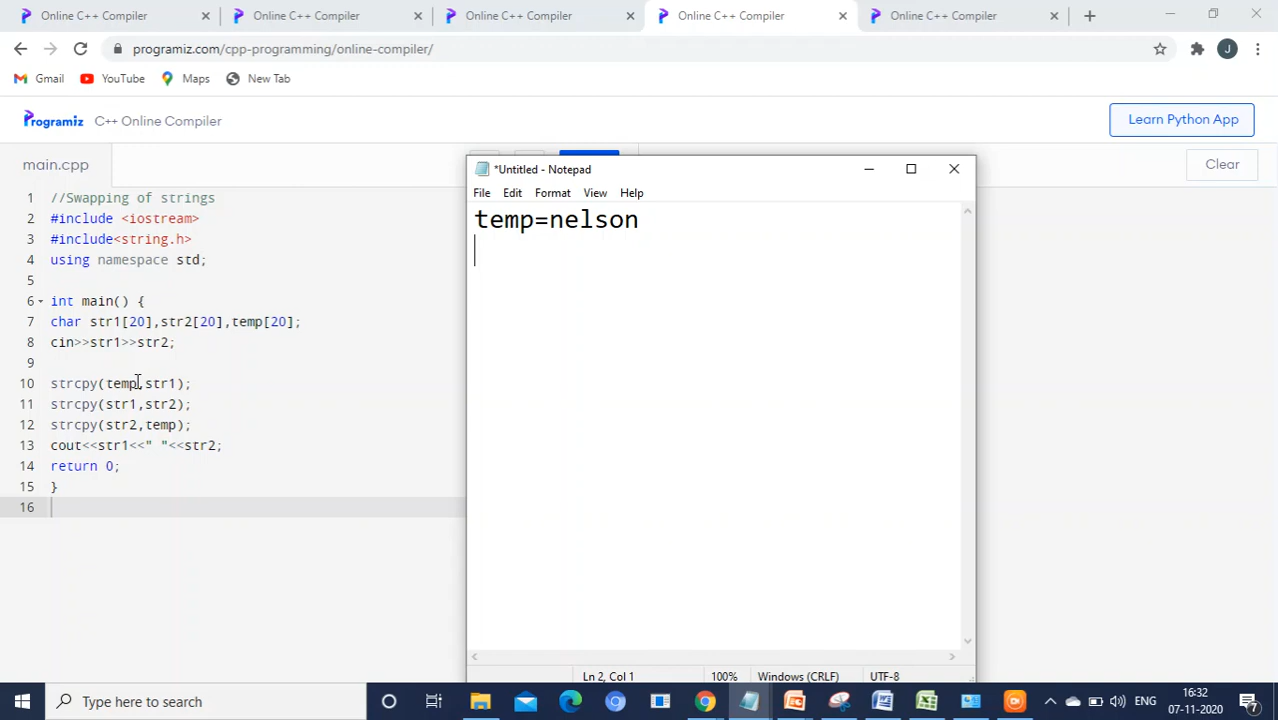 Online C++ Compiler
Online C++ Compiler
Online C++ Compiler
Online C++ Compiler
Online C++ Compiler
programiz.com/cpp-programming/online-compiler/
J
Gmail
YouTube
Maps
New Tab
Programiz
C++ Online Compiler
Learn Python App
main.cpp
Clear
1 //Swapping of strings
2 #include <iostream>
3 #include<string.h>
4 using namespace std;
5
6 int main() {
7 char str1[20],str2[20],temp[20];
8 cin>>str1>>str2;
9
10 strcpy(temp,str1);
11 strcpy(str1,str2);
12 strcpy(str2,temp);
13 cout<<str1<<" "<<str2;
14 return 0;
15 }
16
*Untitled - Notepad
File Edit Format View Help
temp=nelson
Ln 2, Col 1
100%
Windows (CRLF)
UTF-8
Type here to search
ENG
16:32
07-11-2020
7